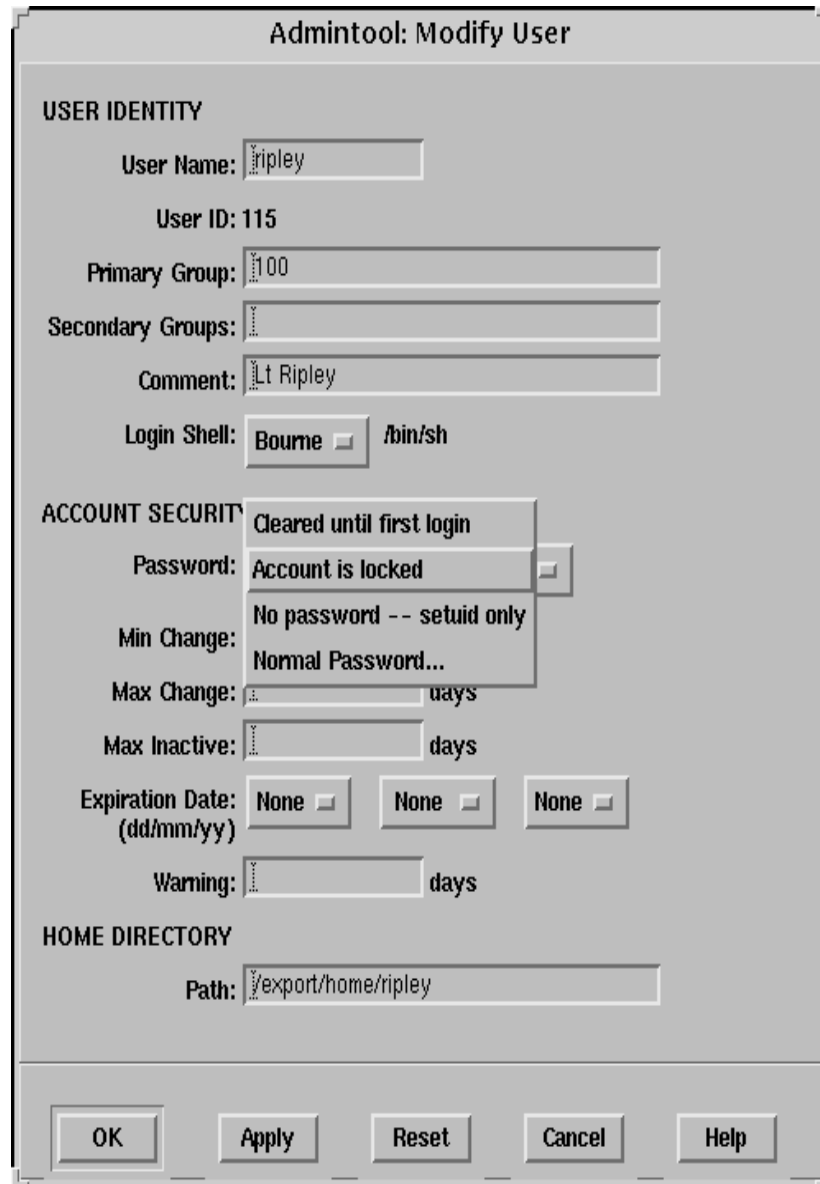 Admintool: Modify User
USER IDENTITY
User Name: ripley
User ID: 115
Primary Group: 100
Secondary Groups:
Comment: Lt Ripley
Login Shell: Bourne /bin/sh
ACCOUNT SECURITY
Cleared until first login
Password: Account is locked
No password -- setuid only
Min Change:
Normal Password...
Max Change: days
Max Inactive: days
Expiration Date: None None None
(dd/mm/yy)
Warning: days
HOME DIRECTORY
Path: /export/home/ripley
OK Apply Reset Cancel Help